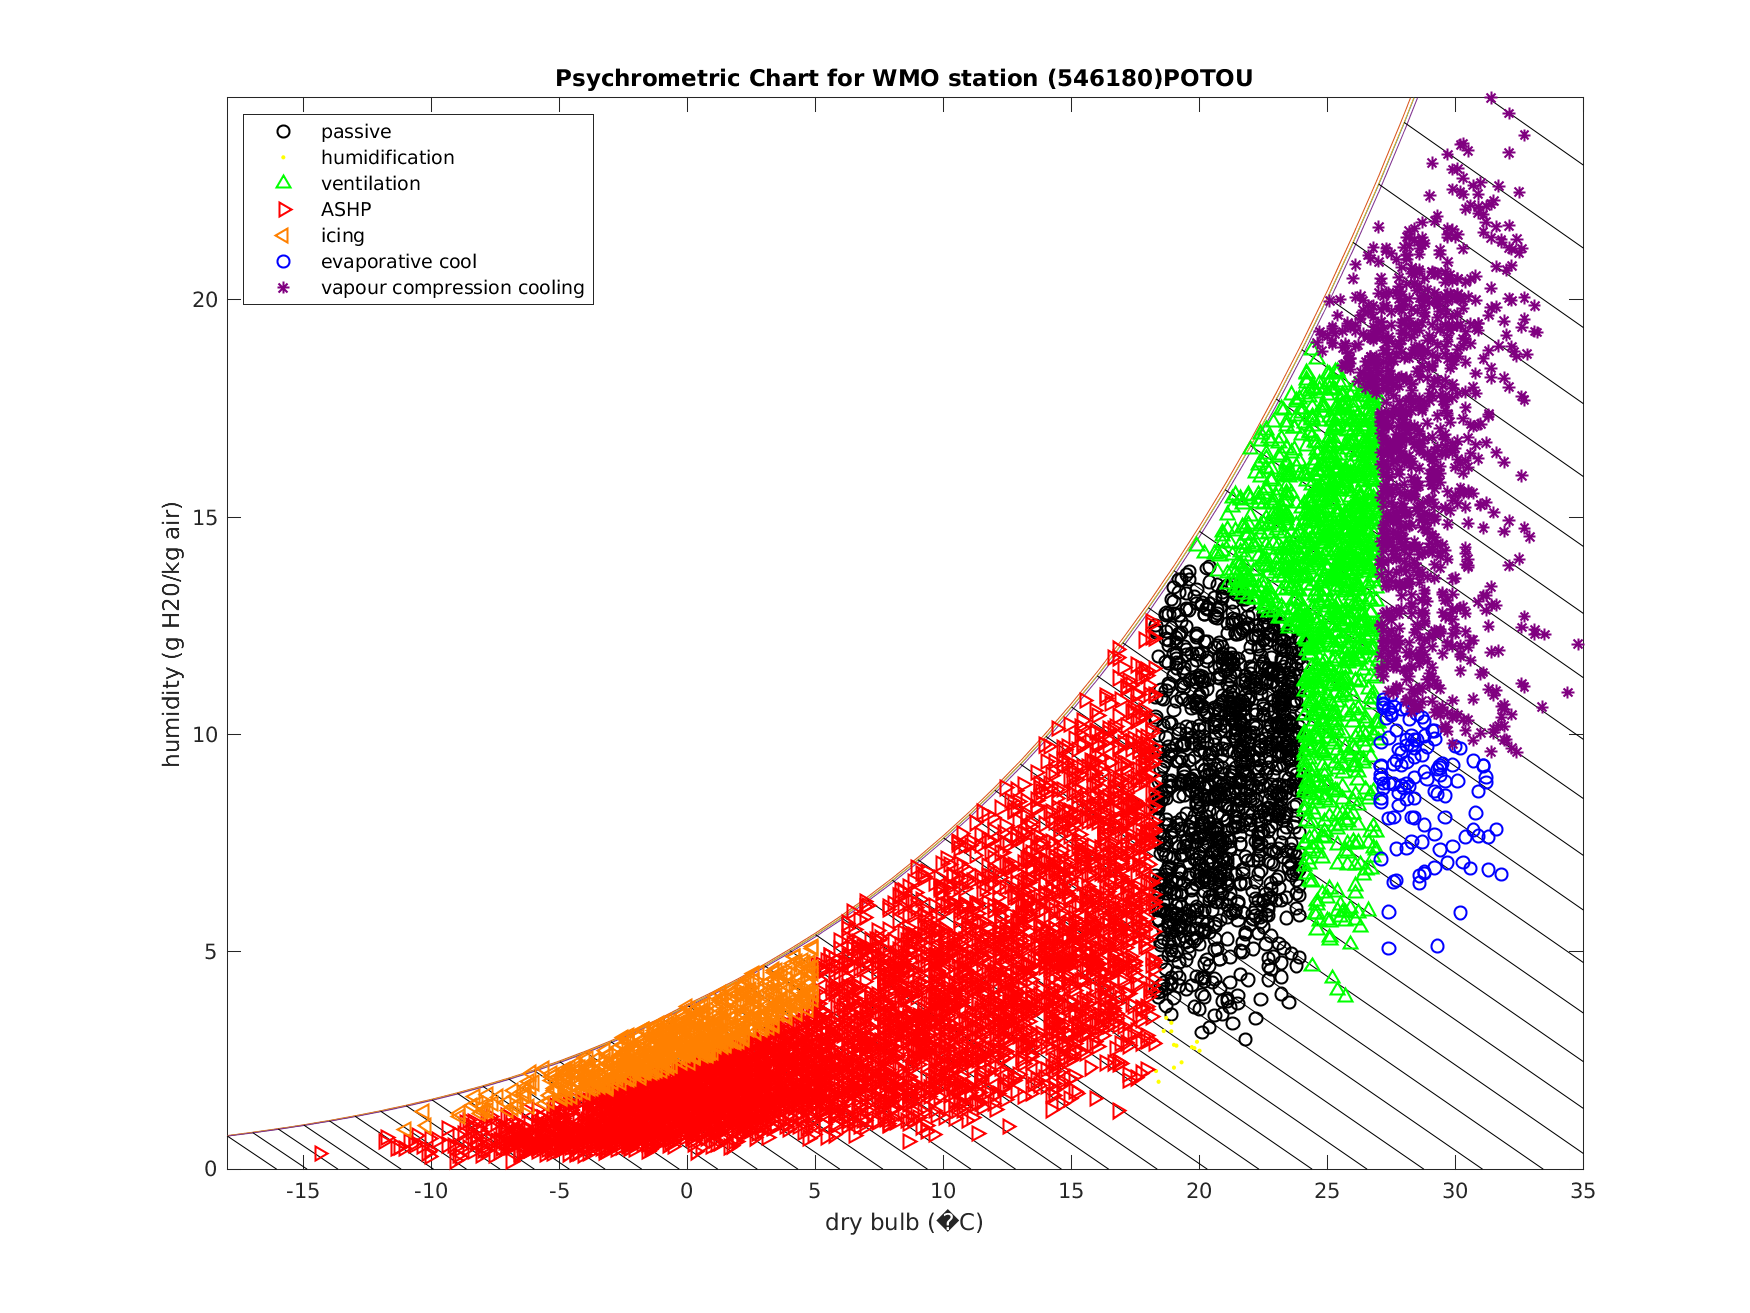 Psychrometric Chart for WMO station (546180)POTOU
passive
humidification
ventilation
ASHP
icing
evaporative cool
vapour compression cooling
humidity (g H20/kg air)
20
15
10
5
0
-15 -10 -5 0 5 10 15 20 25 30 35
dry bulb (�C)